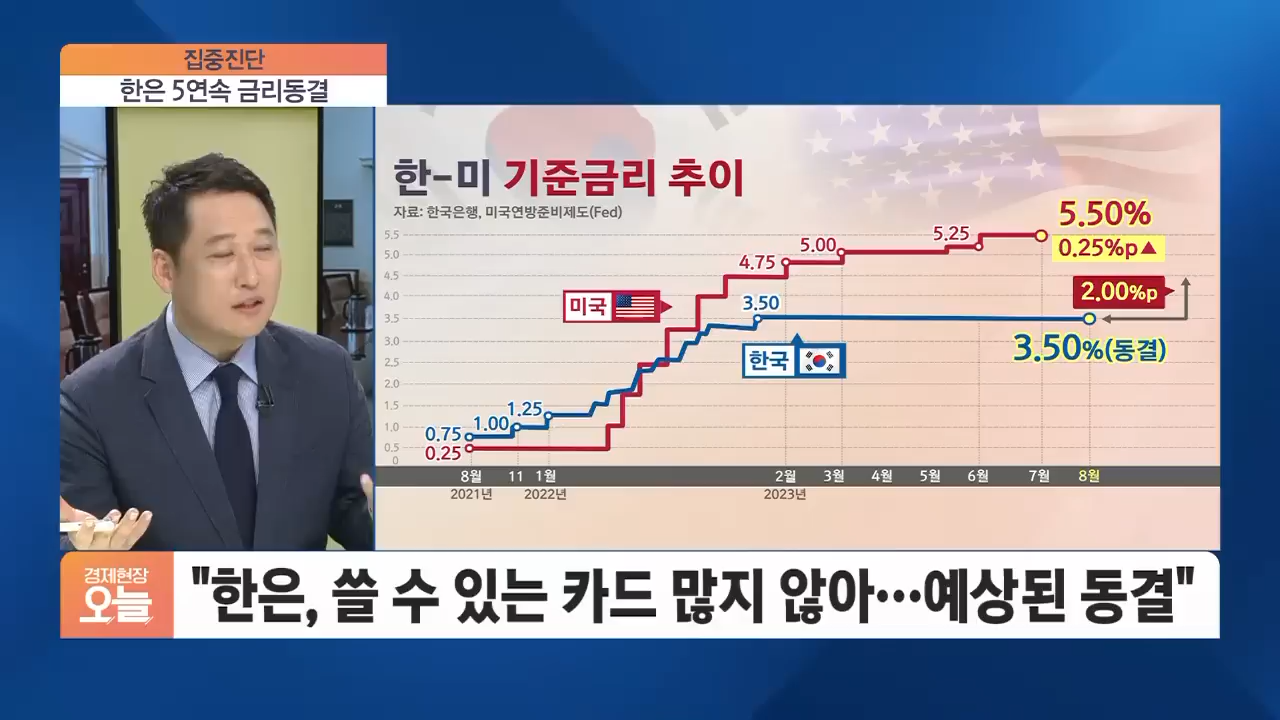 집중진단
한은 5연속 금리동결
한-미 기준금리 추이
자료: 한국은행, 미국연방준비제도(Fed)
5.5
5.0
4.5
4.0
3.5
3.0
2.5
2.0
1.5
1.0
0.5
0
0.75
1.00
1.25
0.25
미국
4.75
5.00
5.25
5.50%
0.25%p▲
2.00%p
3.50
한국
3.50%(동결)
8월 11 1월 2월 3월 4월 5월 6월 7월 8월
2021년 2022년 2023년
경제현장
오늘
"한은, 쓸 수 있는 카드 많지 않아…예상된 동결"